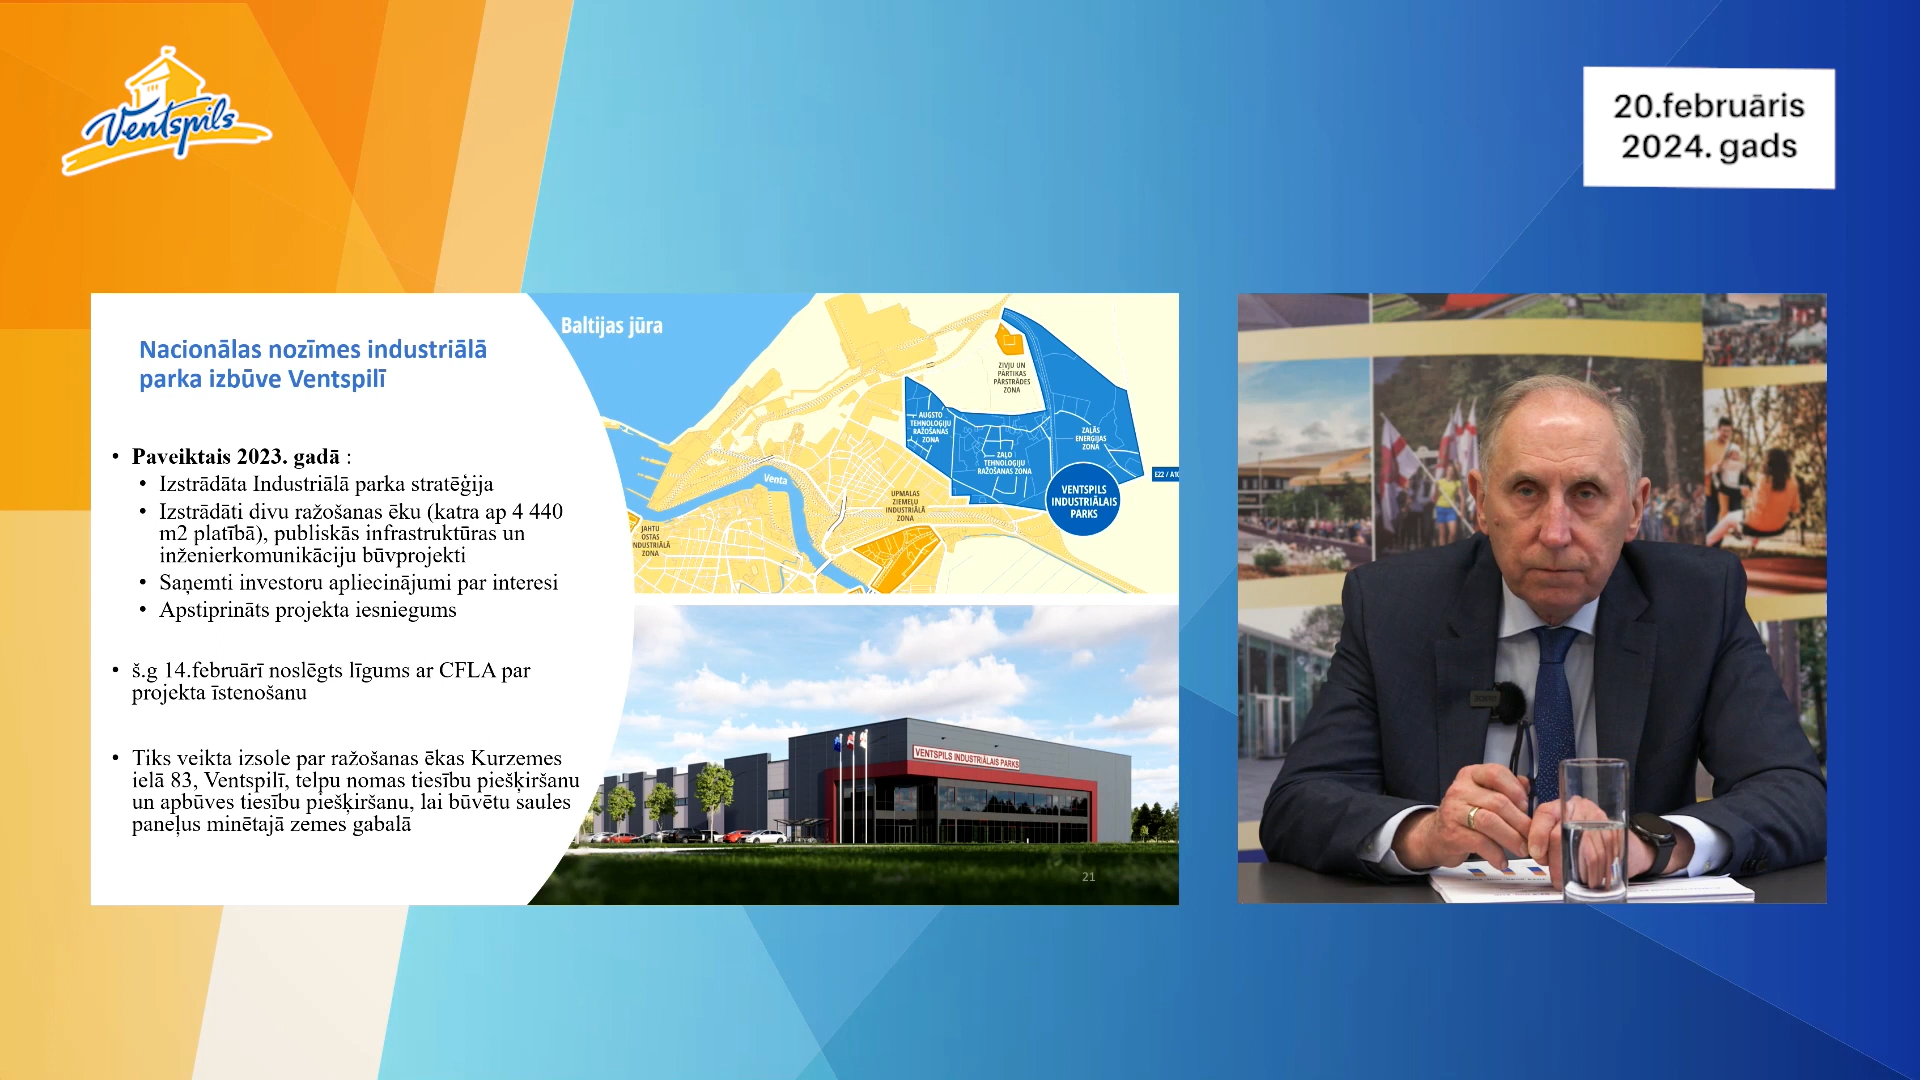 Ventspils
20.februāris
2024. gads
Nacionālas nozīmes industriālā
parka izbūve Ventspilī
• Paveiktais 2023. gadā :
• Izstrādāta Industriālā parka stratēģija
• Izstrādāti divu ražošanas ēku (katra ap 4 440
m2 platībā), publiskās infrastruktūras un
inženierkomunikāciju būvprojekti
• Saņemti investoru apliecinājumi par interesi
• Apstiprināts projekta iesniegums
• š.g 14.februārī noslēgts līgums ar CFLA par
projekta īstenošanu
• Tiks veikta izsole par ražošanas ēkas Kurzemes
ielā 83, Ventspilī, telpu nomas tiesību piešķiršanu
un apbūves tiesību piešķiršanu, lai būvētu saules
paneļus minētajā zemes gabalā
Baltijas jūra
ZIVJU UN
PĀRTIKAS
PĀRSTRĀDES
ZONA
AUGSTO
TEHNOLOĢIJU
RAŽOŠANAS
ZONA
ZAĻO
TEHNOLOĢIJU
RAŽOŠANAS ZONA
ZAĻĀS
ENERĢIJAS
ZONA
E22 / A10
Venta
VENTSPILS
INDUSTRIĀLAIS
PARKS
UPMALAS
ZIEMEĻU
INDUSTRIĀLĀ
ZONA
JAHTU
OSTAS
INDUSTRIĀLĀ
ZONA
VENTSPILS INDUSTRIĀLAIS PARKS
21